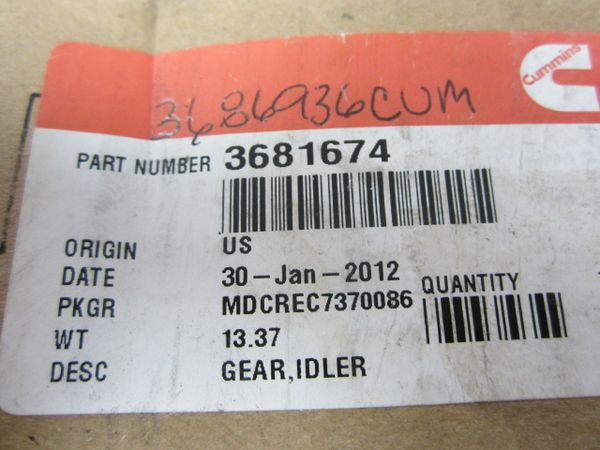 Cummins
3686936CUM
PART NUMBER 3681674
ORIGIN US
DATE 30-Jan-2012 QUANTITY
PKGR MDCREC7370086
WT 13.37
DESC GEAR,IDLER